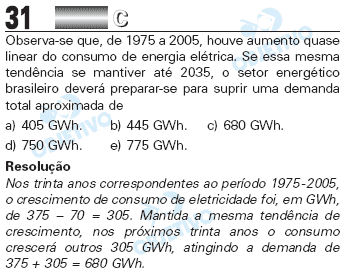 31 C
Observa-se que, de 1975 a 2005, houve aumento quase
linear do consumo de energia elétrica. Se essa mesma
tendência se mantiver até 2035, o setor energético
brasileiro deverá preparar-se para suprir uma demanda
total aproximada de
a) 405 GWh. b) 445 GWh. c) 680 GWh.
d) 750 GWh. e) 775 GWh.
Resolução
Nos trinta anos correspondentes ao período 1975-2005,
o crescimento de consumo de eletricidade foi, em GWh,
de 375 – 70 = 305. Mantida a mesma tendência de
crescimento, nos próximos trinta anos o consumo
crescerá outros 305 GWh, atingindo a demanda de
375 + 305 = 680 GWh.
OBJETIVO
OBJETIVO
OBJETIVO